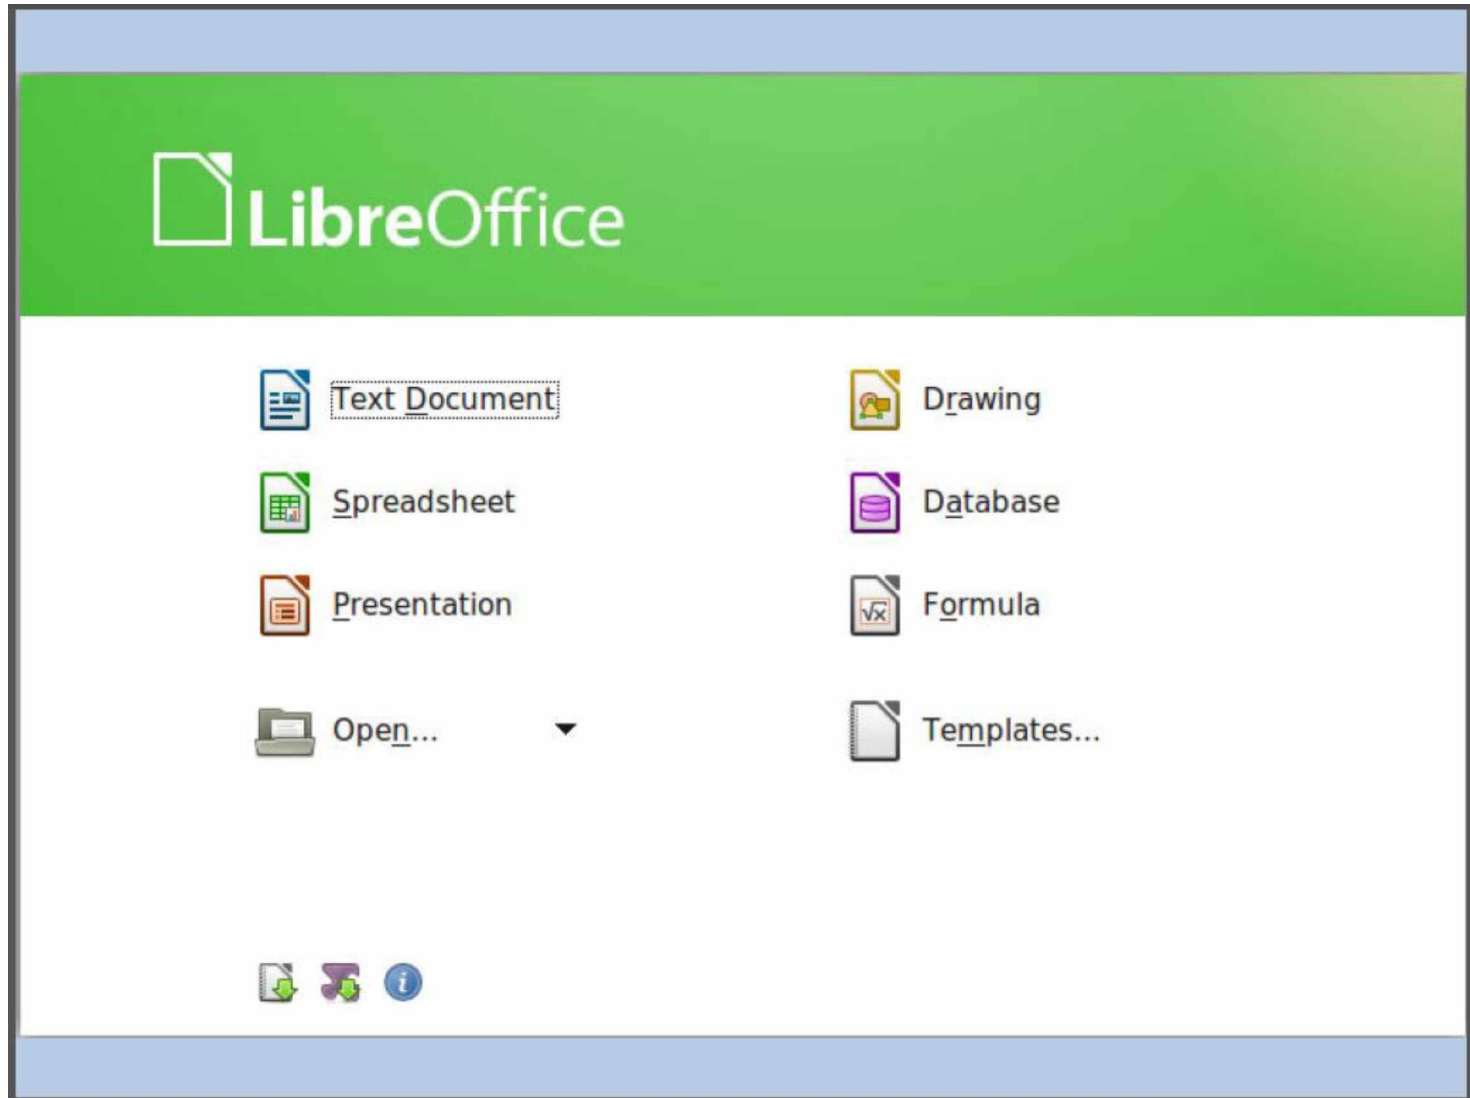 LibreOffice
Text Document
Drawing
Spreadsheet
Database
Presentation
Formula
√x
Open...
Templates...
i